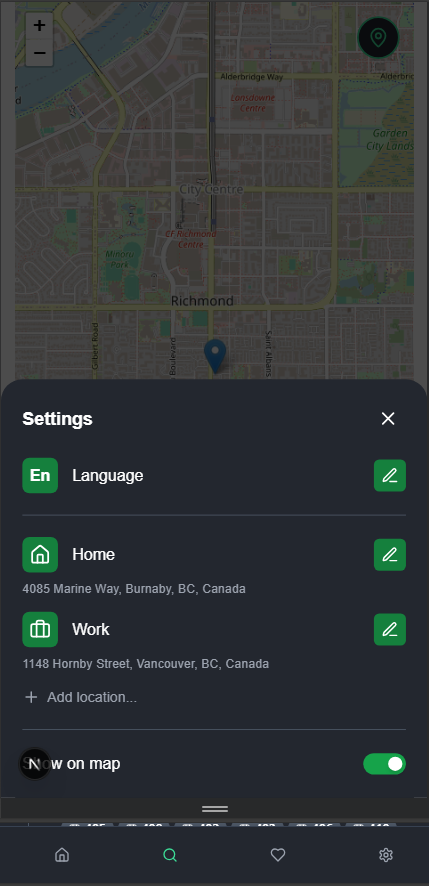 +
−
Alderbridge Way
Alderbri
Lansdowne
Centre
Garden
City Lands
City Centre
CF Richmond
Centre
Minoru
Park
Richmond
Gilbert Road
Boulevard
Saint Albans
Settings
En Language
Home
4085 Marine Way, Burnaby, BC, Canada
Work
1148 Hornby Street, Vancouver, BC, Canada
+ Add location...
N
Show on map